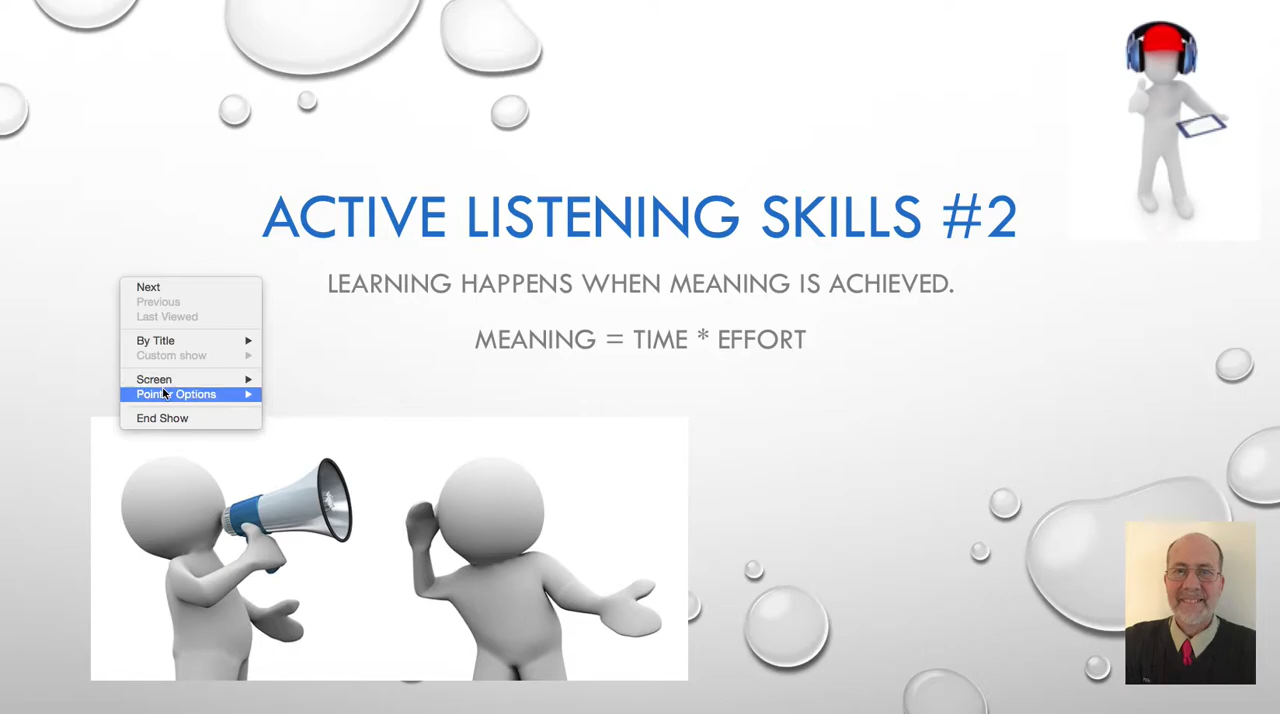 ACTIVE LISTENING SKILLS #2
LEARNING HAPPENS WHEN MEANING IS ACHIEVED.
MEANING = TIME * EFFORT
Next
Previous
Last Viewed
By Title
Custom show
Screen
Pointer Options
End Show